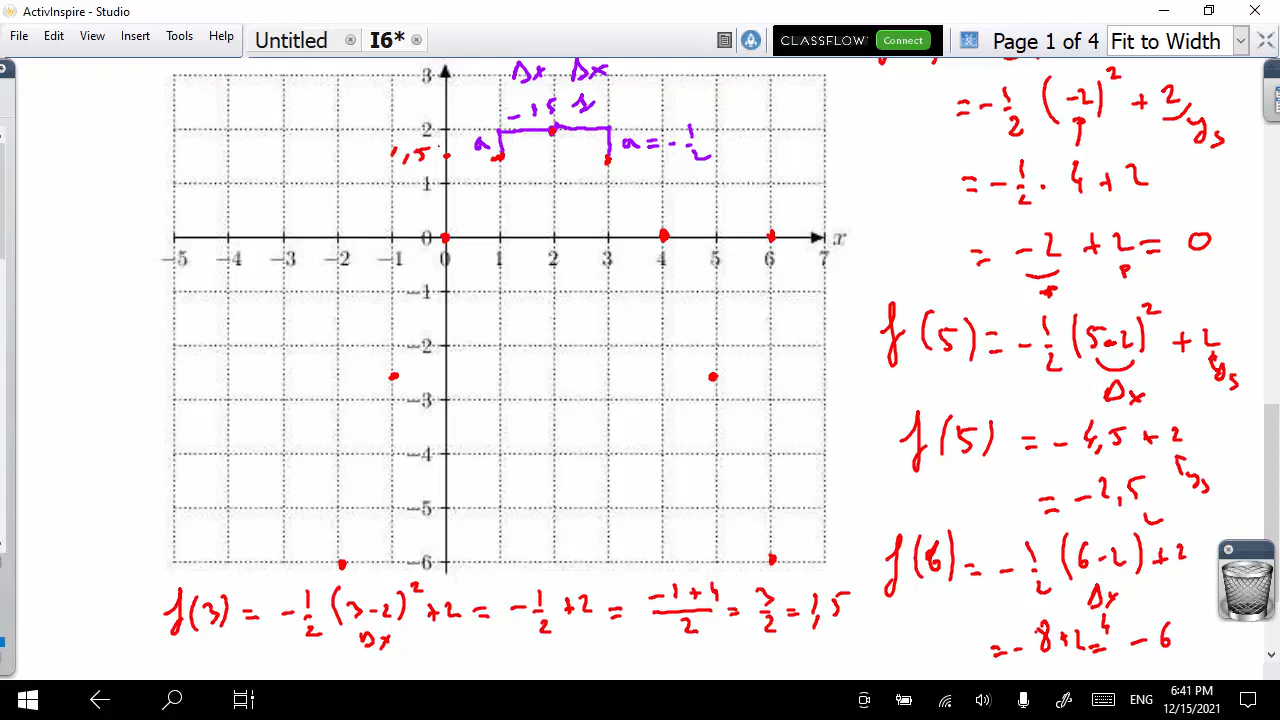 ActivInspire - Studio
File Edit View Insert Tools Help
Untitled I6*
CLASSFLOW Connect
Page 1 of 4 Fit to Width
Δx Δx
3
2
1,5
1
0
-1
-2
-3
-4
-5
-6
-5 -4 -3 -2 -1 0 1 2 3 4 5 6 7 x
a a = -1/2
= -1/2 (-2)² + 2 ys
= -1/2 · 4 + 2
= -2 + 2 = 0
f(5) = -1/2 (5-2)² + 2 ys
Δx
f(5) = -4,5 + 2 ys
= -2,5
f(6) = -1/2 (6-2)² + 2
Δx
4
= -8+2 = -6
f(3) = -1/2 (3-2)² + 2 = -1/2 + 2 = (-1+4)/2 = 3/2 = 1,5
Δx
ENG
6:41 PM
12/15/2021